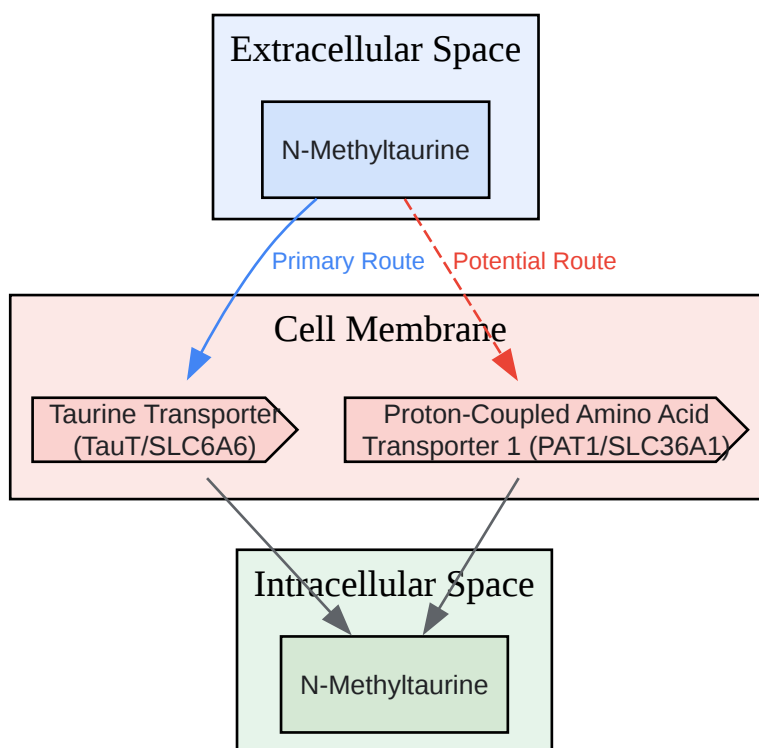 Extracellular Space
N-Methyltaurine
Primary Route
Potential Route
Cell Membrane
Taurine Transporter
(TauT/SLC6A6)
Proton-Coupled Amino Acid
Transporter 1 (PAT1/SLC36A1)
Intracellular Space
N-Methyltaurine